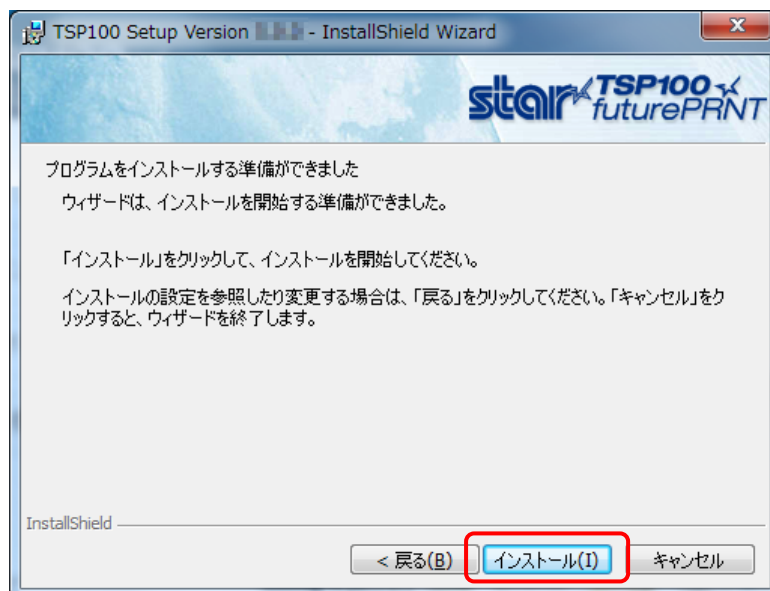 TSP100 Setup Version - InstallShield Wizard
star TSP100
futurePRNT
プログラムをインストールする準備ができました
ウィザードは、インストールを開始する準備ができました。
「インストール」をクリックして、インストールを開始してください。
インストールの設定を参照したり変更する場合は、「戻る」をクリックしてください。「キャンセル」をク
リックすると、ウィザードを終了します。
InstallShield
< 戻る(B) インストール(I) キャンセル